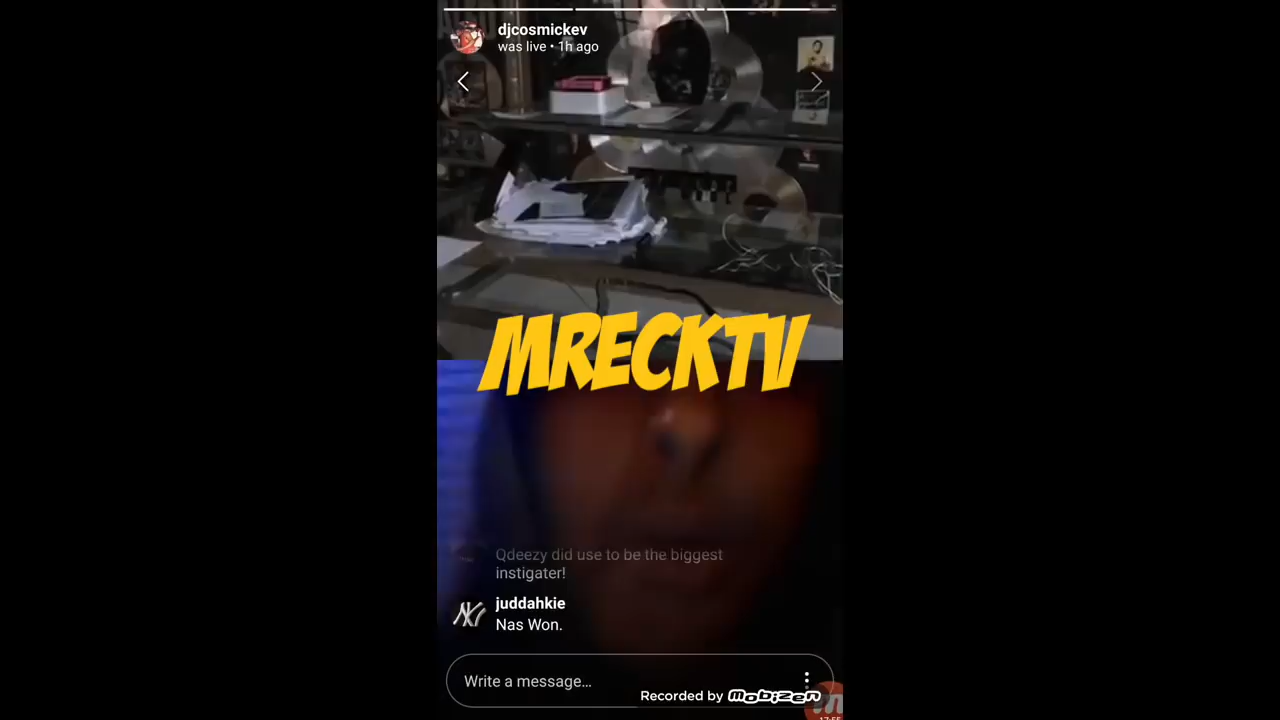 djcosmickev
was live • 1h ago
MRECKTV
Qdeezy did use to be the biggest
instigater!
juddahkie
Nas Won.
Write a message...
Recorded by Mobizen